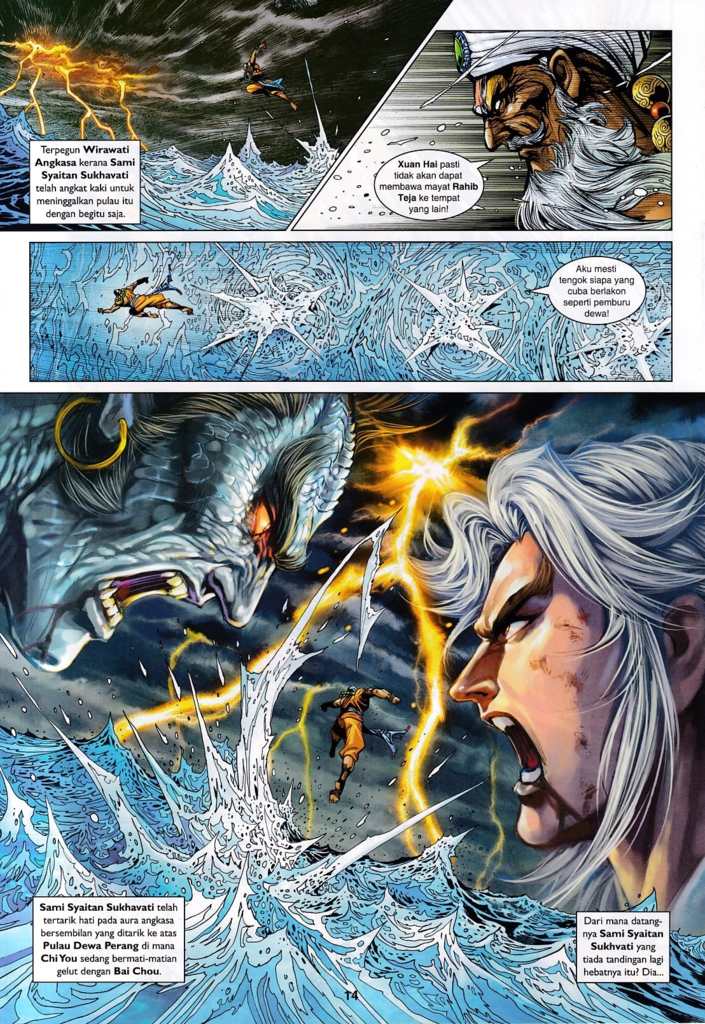 Terpegun Wirawati
Angkasa kerana Sami
Syaitan Sukhavati
telah angkat kaki untuk
meninggalkan pulau itu
dengan begitu saja.
Xuan Hai pasti
tidak akan dapat
membawa mayat Rahib
Teja ke tempat
yang lain!
Aku mesti
tengok siapa yang
cuba berlakon
seperti pemburu
dewa!
Sami Syaitan Sukhavati telah
tertarik hati pada aura angkasa
bersembilan yang ditarik ke atas
Pulau Dewa Perang di mana
Chi You sedang bermati-matian
gelut dengan Bai Chou.
Dari mana datang-
nya Sami Syaitan
Sukhvati yang
tiada tandingan lagi
hebatnya itu? Dia...
14